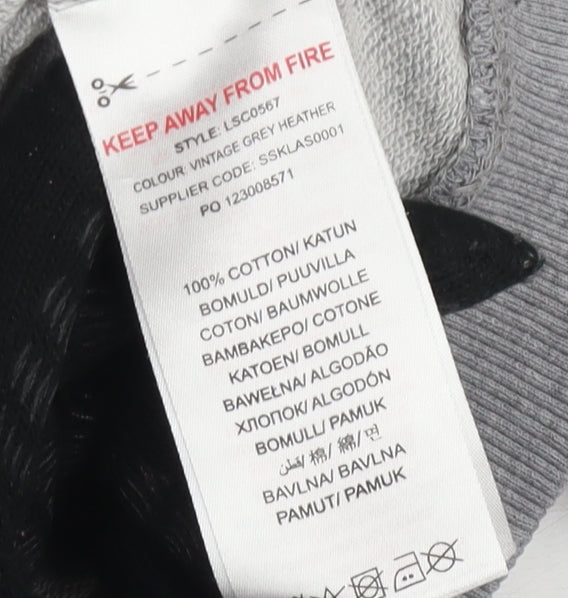 KEEP AWAY FROM FIRE
STYLE: LSC0567
COLOUR: VINTAGE GREY HEATHER
SUPPLIER CODE: SSKLAS0001
PO 123008571
100% COTTON/ KATUN
BOMULD/ PUUVILLA
COTON/ BAUMWOLLE
BAMBAKEPO/ COTONE
KATOEN/ BOMULL
BAWEŁNA/ ALGODÃO
ХЛОПОК/ ALGODÓN
BOMULL/ PAMUK
قطن/ 棉/ 綿/ 면
BAVLNA/ BAVLNA
PAMUT/ PAMUK